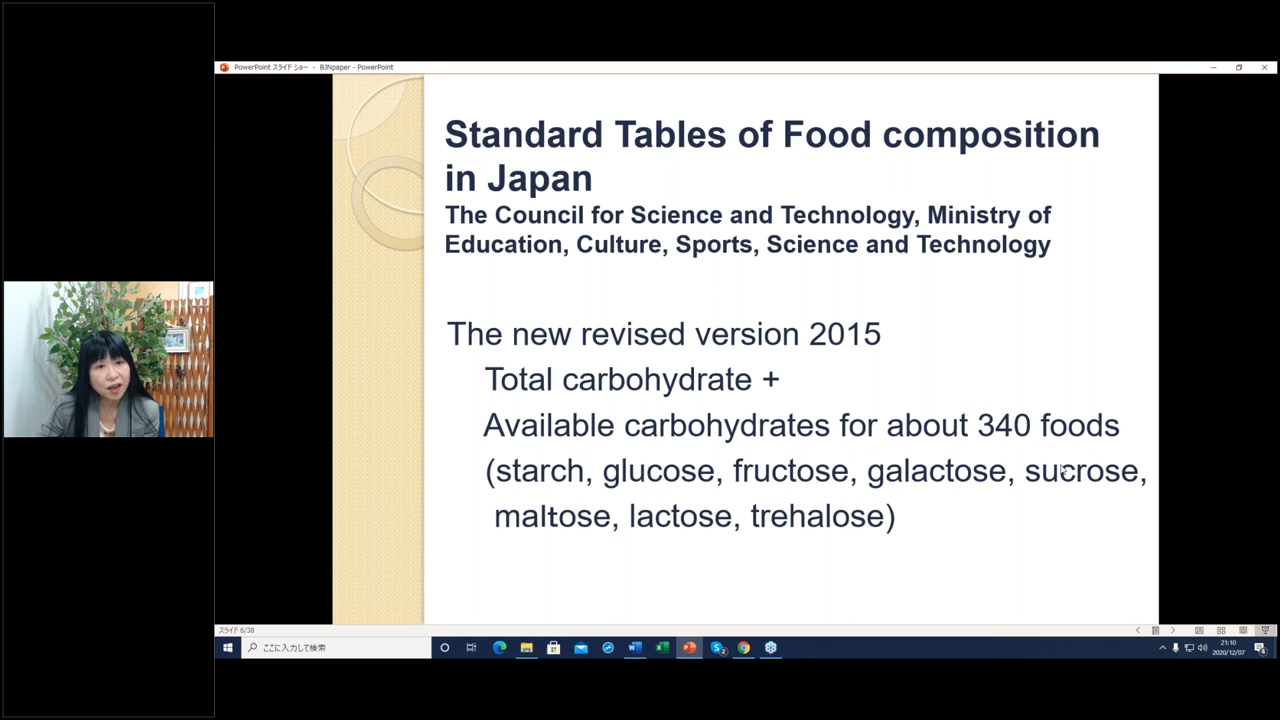 PowerPoint スライド ショー - BJNpaper - PowerPoint
Standard Tables of Food composition
in Japan
The Council for Science and Technology, Ministry of
Education, Culture, Sports, Science and Technology
The new revised version 2015
Total carbohydrate +
Available carbohydrates for about 340 foods
(starch, glucose, fructose, galactose, sucrose,
maltose, lactose, trehalose)
スライド 6/38
ここに入力して検索
21:10
2020/12/07